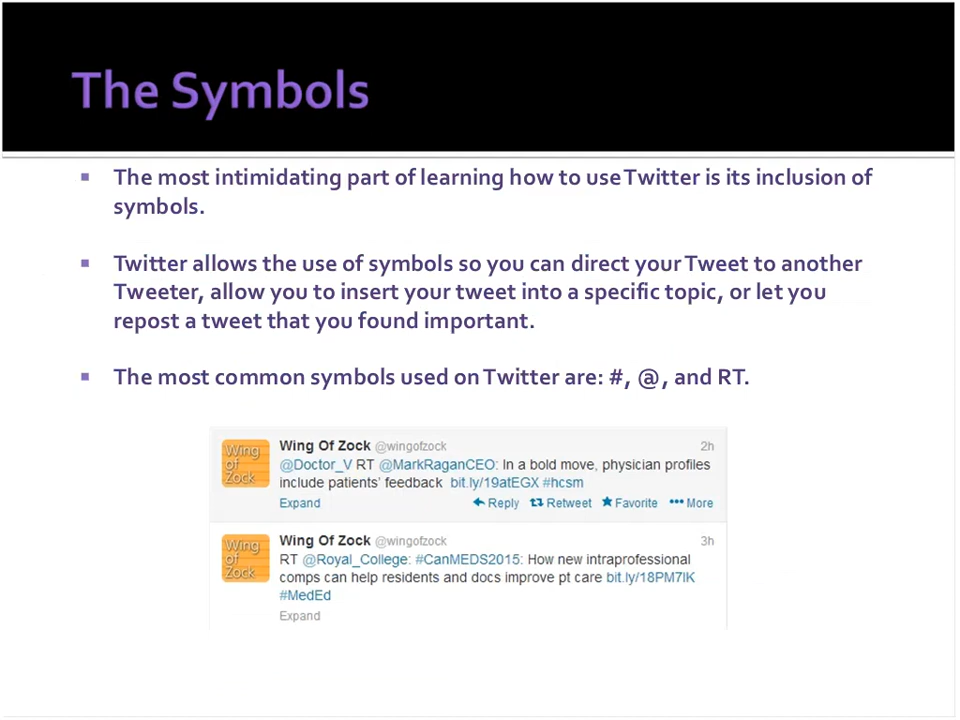 The Symbols
The most intimidating part of learning how to use Twitter is its inclusion of
symbols.
Twitter allows the use of symbols so you can direct your Tweet to another
Tweeter, allow you to insert your tweet into a specific topic, or let you
repost a tweet that you found important.
The most common symbols used on Twitter are: #, @, and RT.
Wing Of Zock @wingofzock 2h
Wing
of
Zock
@Doctor_V RT @MarkRaganCEO: In a bold move, physician profiles
include patients' feedback bit.ly/19atEGX #hcsm
Expand Reply Retweet Favorite More
Wing Of Zock @wingofzock 3h
Wing
of
Zock
RT @Royal_College: #CanMEDS2015: How new intraprofessional
comps can help residents and docs improve pt care bit.ly/18PM7lK
#MedEd
Expand